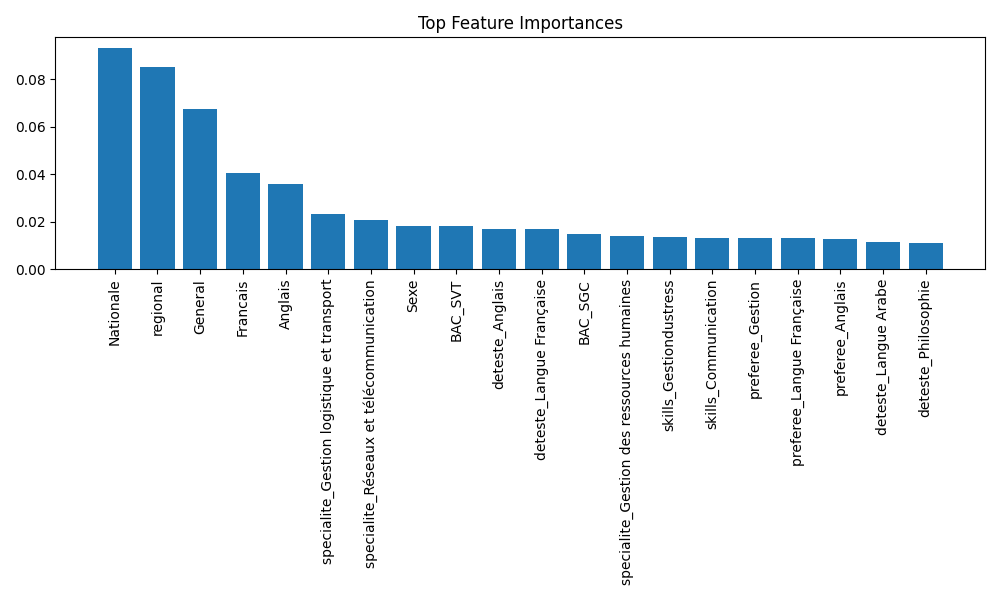 Top Feature Importances
0.08
0.06
0.04
0.02
0.00
Nationale
regional
General
Francais
Anglais
specialite_Gestion logistique et transport
specialite_Réseaux et télécommunication
Sexe
BAC_SVT
deteste_Anglais
deteste_Langue Française
BAC_SGC
specialite_Gestion des ressources humaines
skills_Gestiondustress
skills_Communication
preferee_Gestion
preferee_Langue Française
preferee_Anglais
deteste_Langue Arabe
deteste_Philosophie